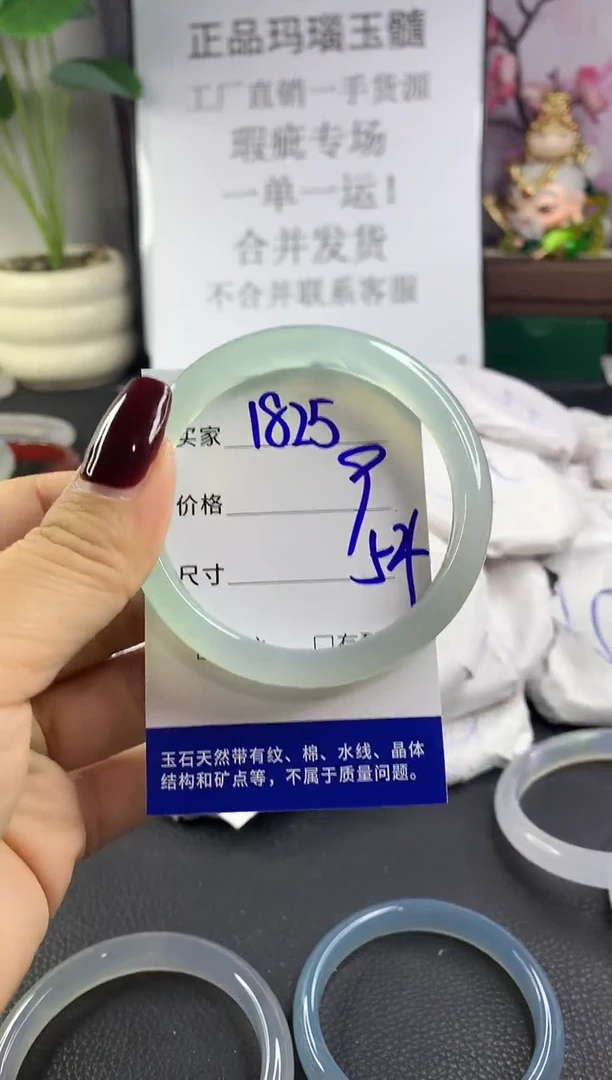 正品玛瑙玉髓
工厂直销一手货源
瑕疵专场
一单一运！
合并发货
不合并联系客服
买家 1825
价格
尺寸 54
玉石天然带有纹、棉、水线、晶体
结构和矿点等，不属于质量问题。